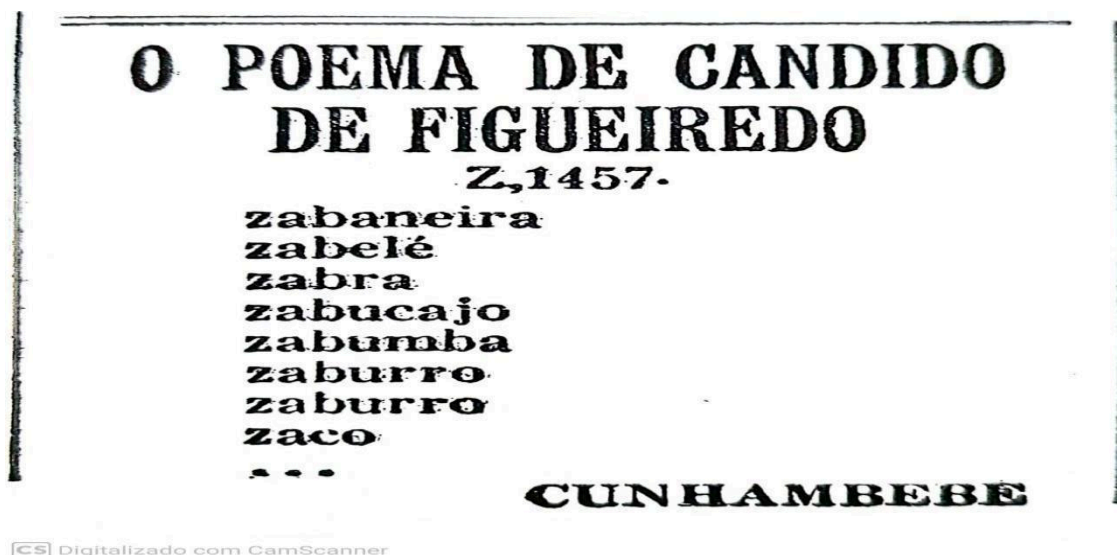 O POEMA DE CANDIDO
DE FIGUEIREDO
Z,1457.
zabaneira
zabelé
zabra
zabucajo
zabumba
zaburro
zaburro
zaco
...
CUNHAMBEBE
CS Digitalizado com CamScanner